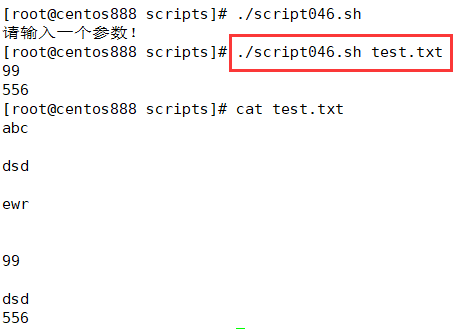 [root@centos888 scripts]# ./script046.sh
请输入一个参数!
[root@centos888 scripts]# ./script046.sh test.txt
99
556
[root@centos888 scripts]# cat test.txt
abc
dsd
ewr
99
dsd
556